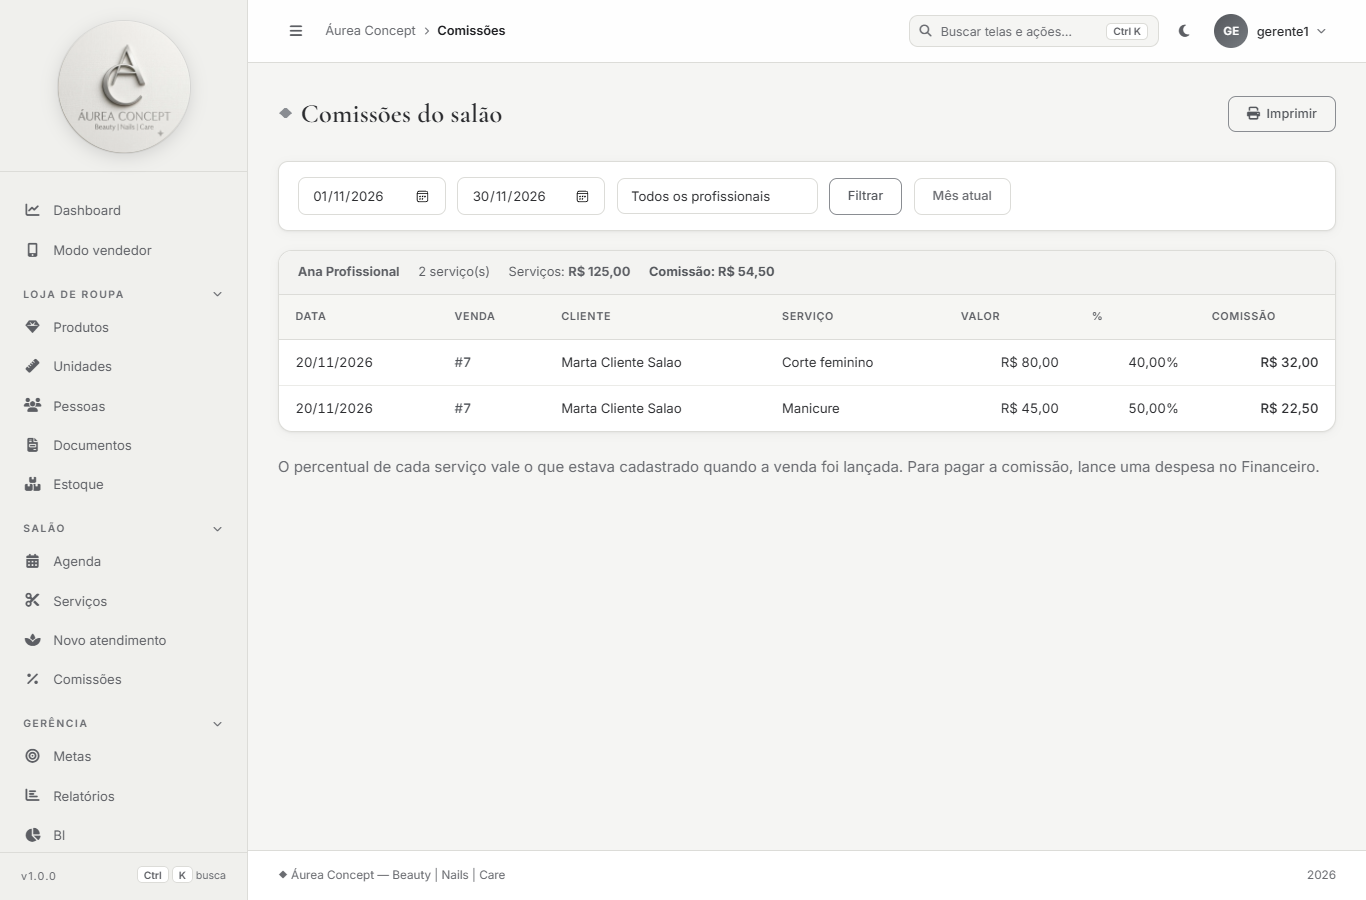 ÁUREA CONCEPT
Beauty | Nails | Care
Áurea Concept › Comissões
Buscar telas e ações... Ctrl K
GE gerente1
Dashboard
Modo vendedor
LOJA DE ROUPA
Produtos
Unidades
Pessoas
Documentos
Estoque
SALÃO
Agenda
Serviços
Novo atendimento
Comissões
GERÊNCIA
Metas
Relatórios
BI
v1.0.0 Ctrl K busca
Comissões do salão
Imprimir
01/11/2026 30/11/2026 Todos os profissionais Filtrar Mês atual
Ana Profissional 2 serviço(s) Serviços: R$ 125,00 Comissão: R$ 54,50
DATA VENDA CLIENTE SERVIÇO VALOR % COMISSÃO
20/11/2026 #7 Marta Cliente Salao Corte feminino R$ 80,00 40,00% R$ 32,00
20/11/2026 #7 Marta Cliente Salao Manicure R$ 45,00 50,00% R$ 22,50
O percentual de cada serviço vale o que estava cadastrado quando a venda foi lançada. Para pagar a comissão, lance uma despesa no Financeiro.
Áurea Concept — Beauty | Nails | Care
2026